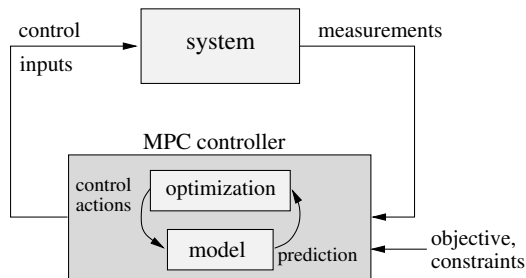 control
inputs
system
measurements
MPC controller
control
actions
optimization
model
prediction
objective,
constraints